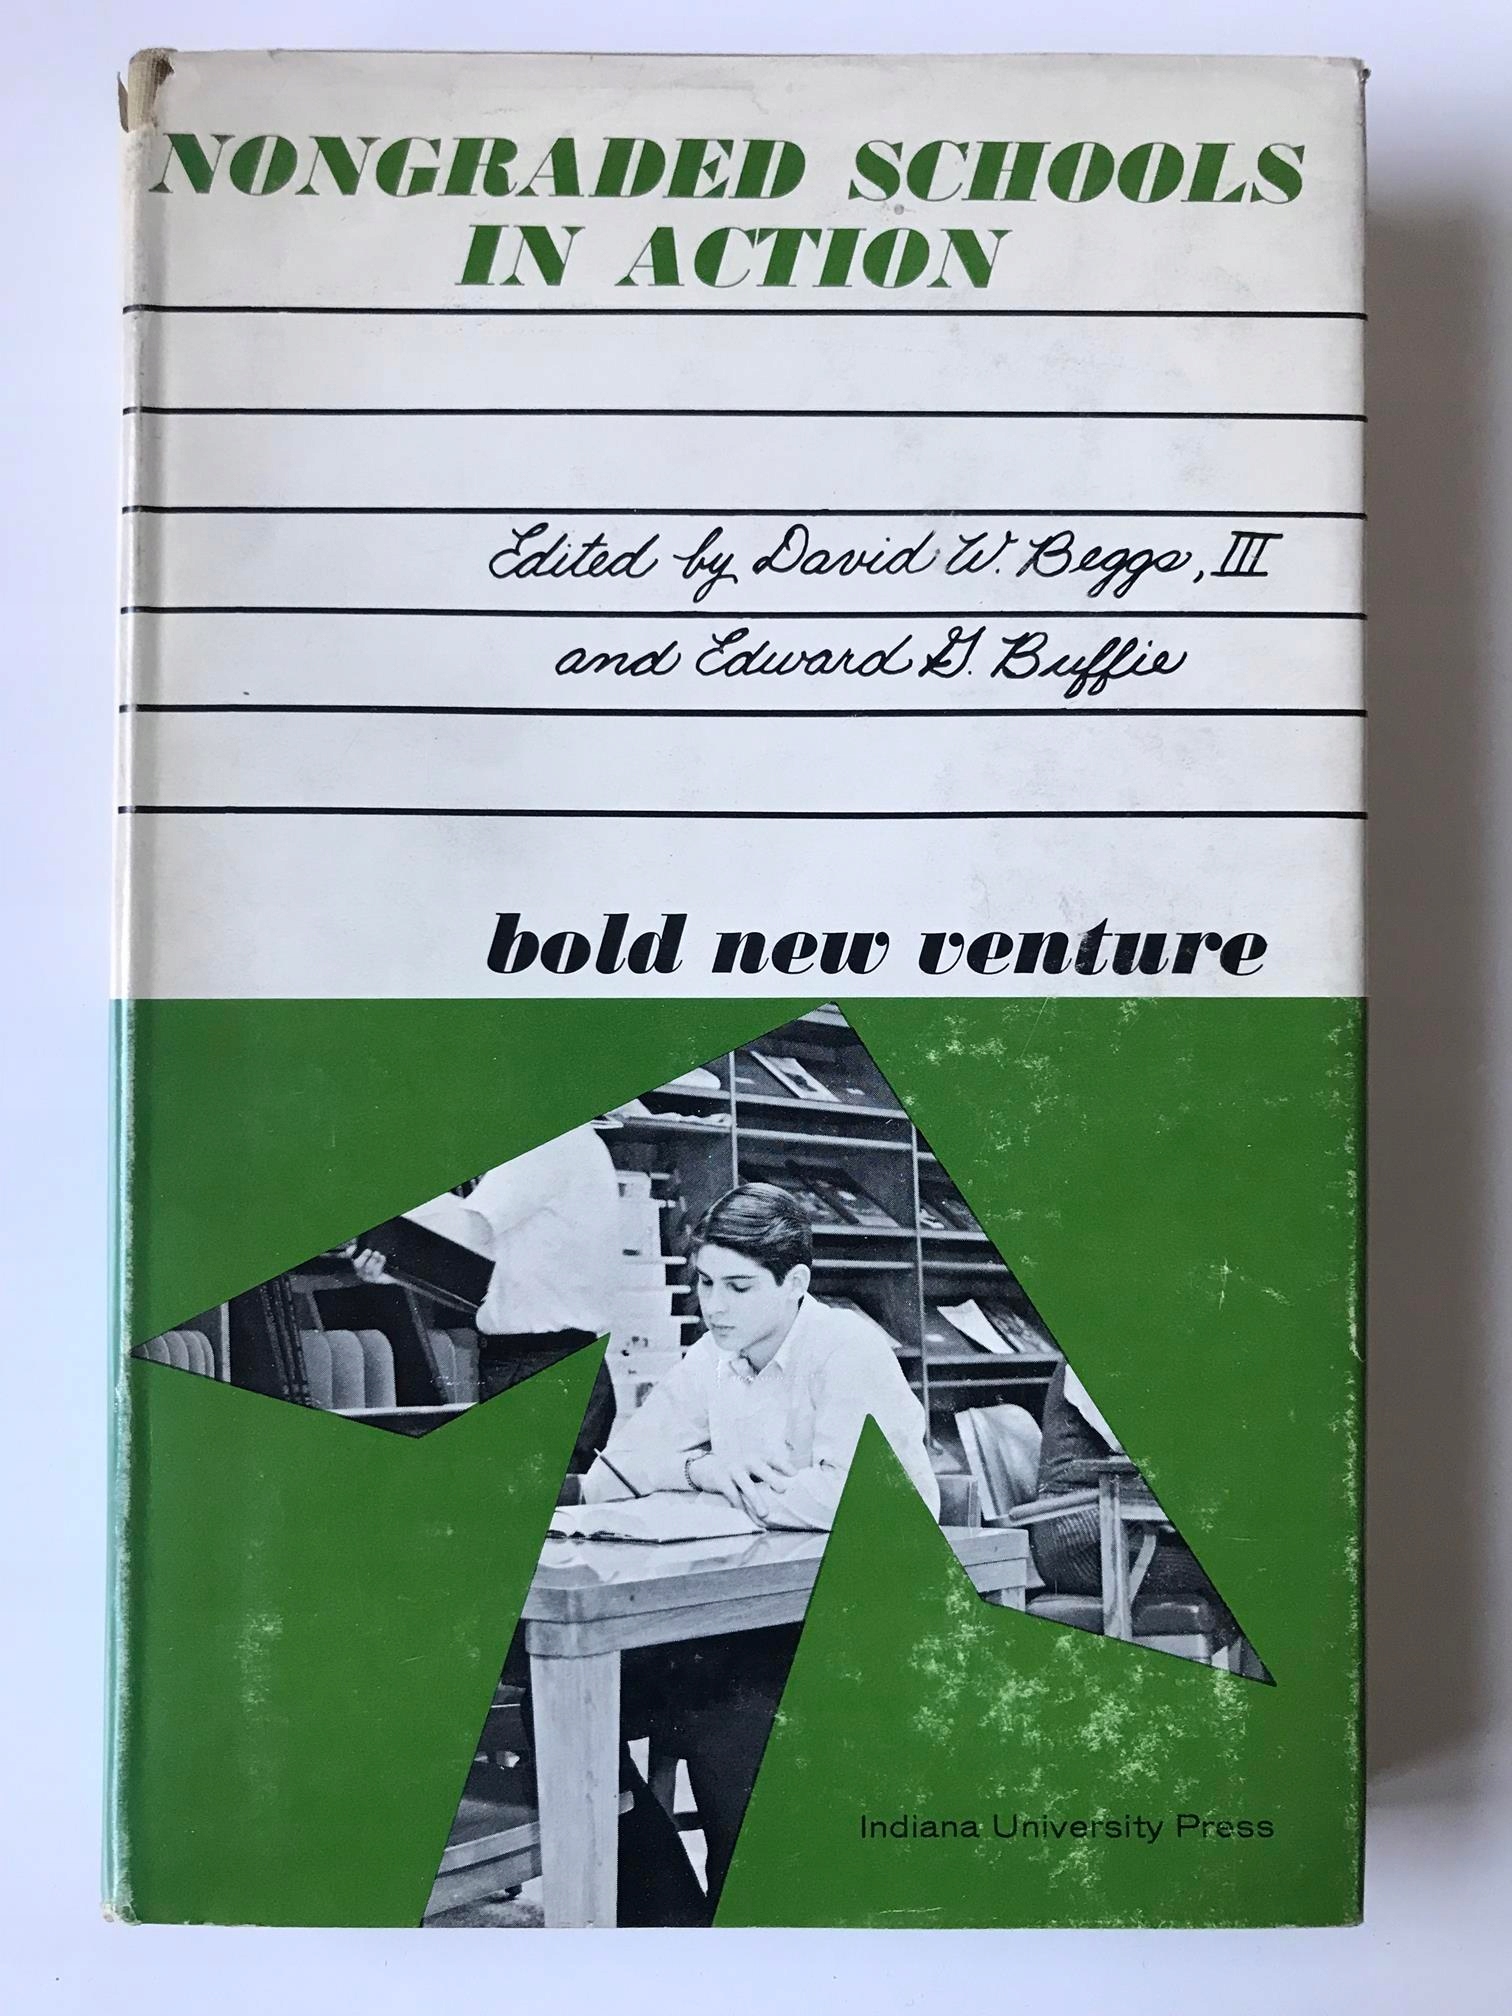 NONGRADED SCHOOLS
IN ACTION
Edited by David W. Beggs, III
and Edward G. Buffie
bold new venture
Indiana University Press